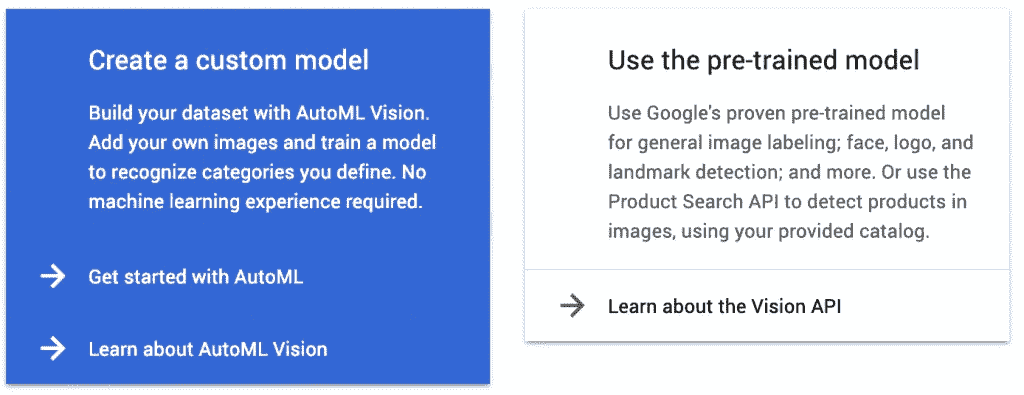 Create a custom model
Build your dataset with AutoML Vision.
Add your own images and train a model
to recognize categories you define. No
machine learning experience required.
Get started with AutoML
Learn about AutoML Vision
Use the pre-trained model
Use Google's proven pre-trained model
for general image labeling; face, logo, and
landmark detection; and more. Or use the
Product Search API to detect products in
images, using your provided catalog.
Learn about the Vision API